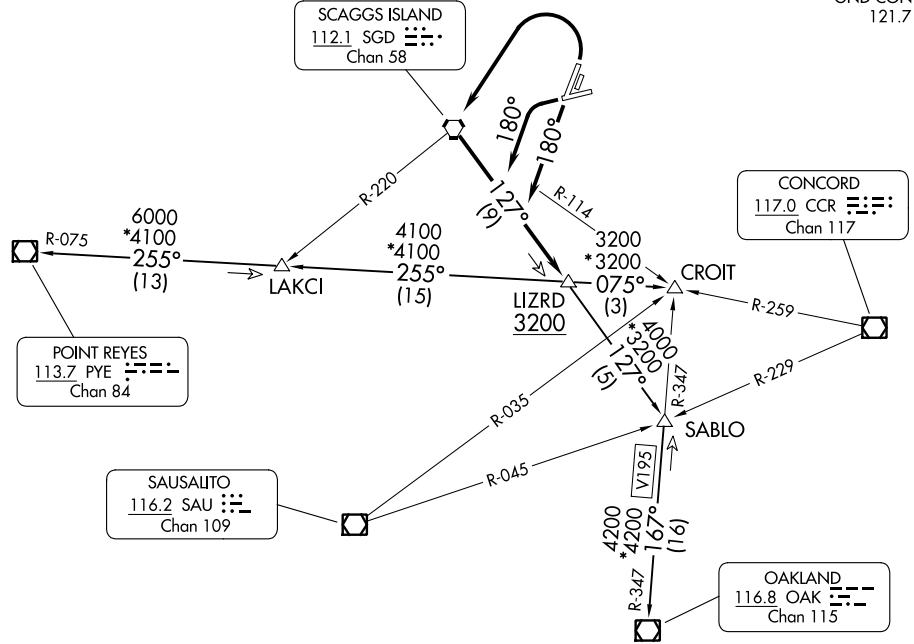 GND CON
121.7
SCAGGS ISLAND
112.1 SGD
Chan 58
180°
180°
R-220
127°
(9)
R-114
CONCORD
117.0 CCR
Chan 117
R-075
6000
*4100
255°
(13)
LAKCI
4100
*4100
255°
(15)
LIZRD
3200
3200
*3200
075°
(3)
CROIT
R-259
POINT REYES
113.7 PYE
Chan 84
4000
*3200
127°
(5)
R-347
R-229
R-035
SABLO
R-045
V195
SAUSALITO
116.2 SAU
Chan 109
4200
*4200
167°
(16)
R-347
OAKLAND
116.8 OAK
Chan 115